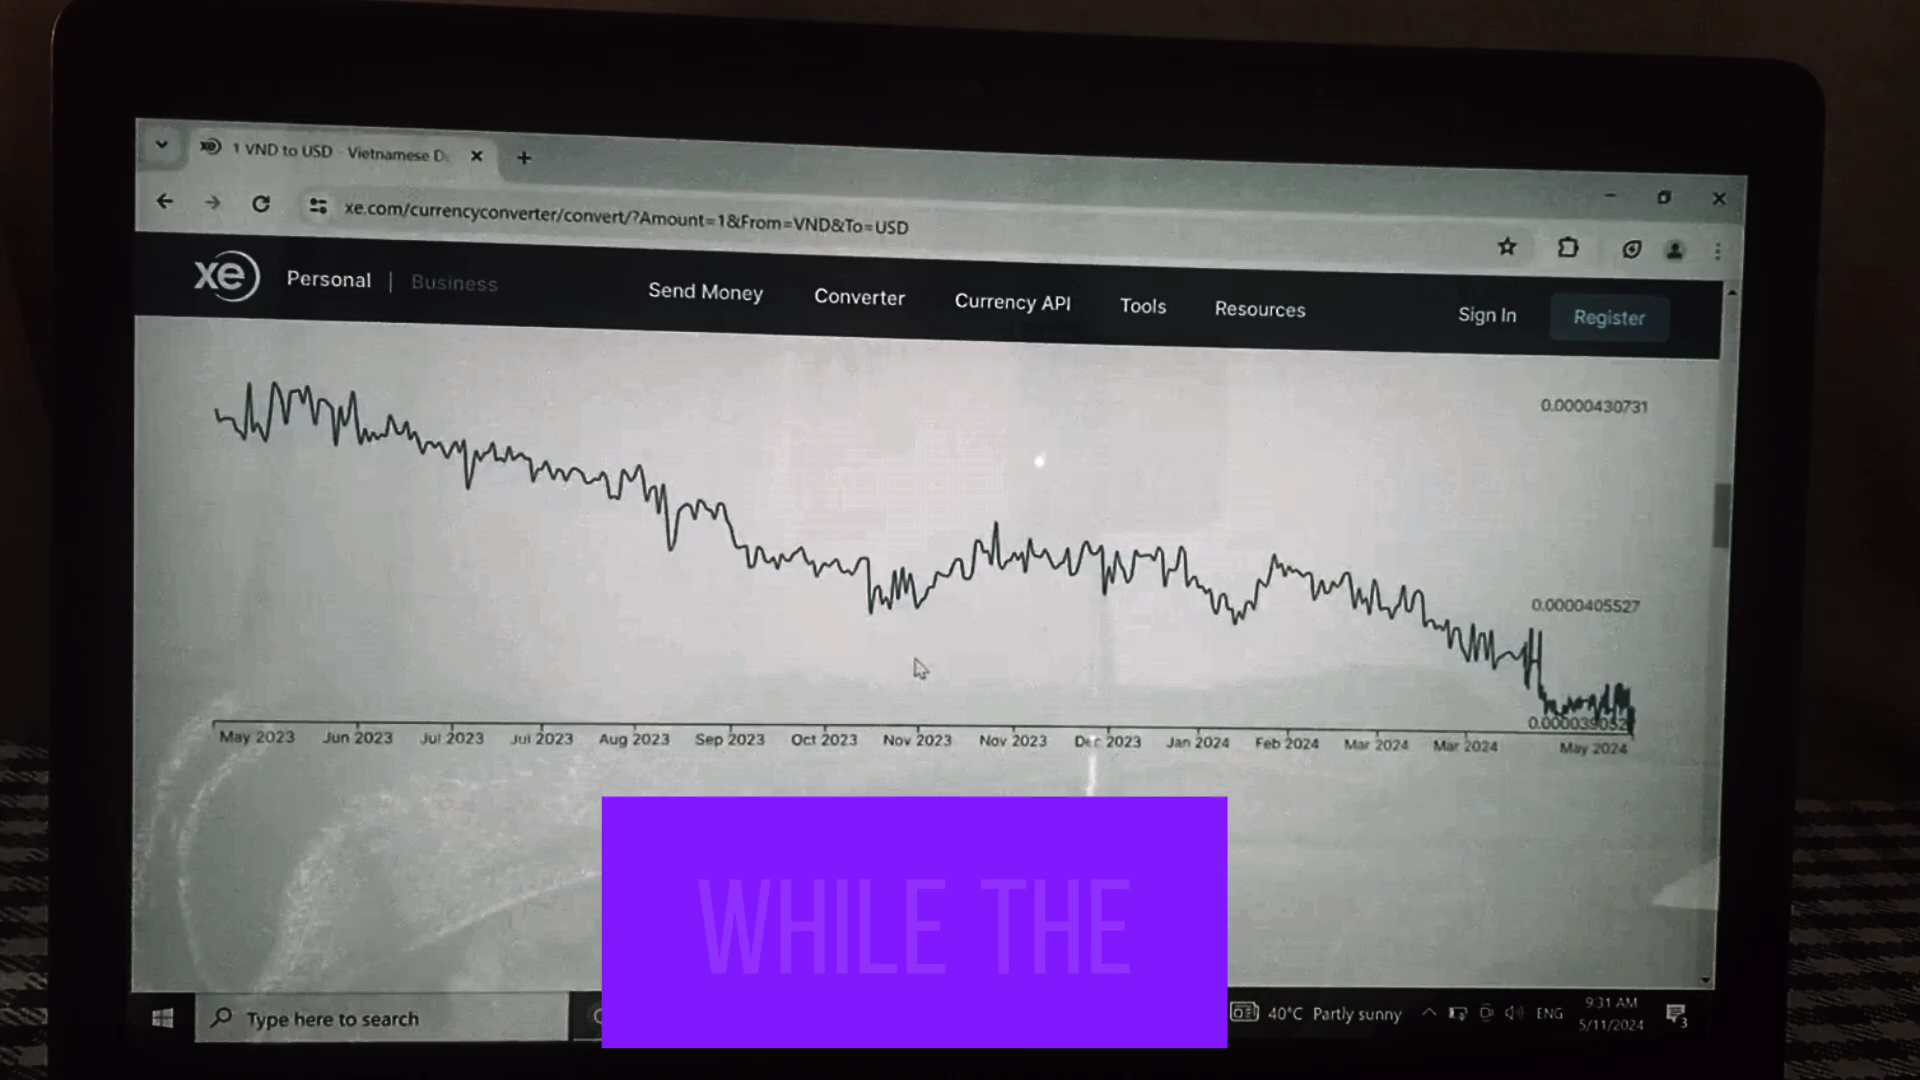 1 VND to USD Vietnamese D
xe.com/currencyconverter/convert/?Amount=1&From=VND&To=USD
xe Personal | Business Send Money Converter Currency API Tools Resources Sign In Register
0.0000430731
0.0000405527
0.000039052
May 2023 Jun 2023 Jul 2023 Jul 2023 Aug 2023 Sep 2023 Oct 2023 Nov 2023 Nov 2023 Dec 2023 Jan 2024 Feb 2024 Mar 2024 Mar 2024 May 2024
WHILE THE
Type here to search
40°C Partly sunny ENG
9:31 AM
5/11/2024
3